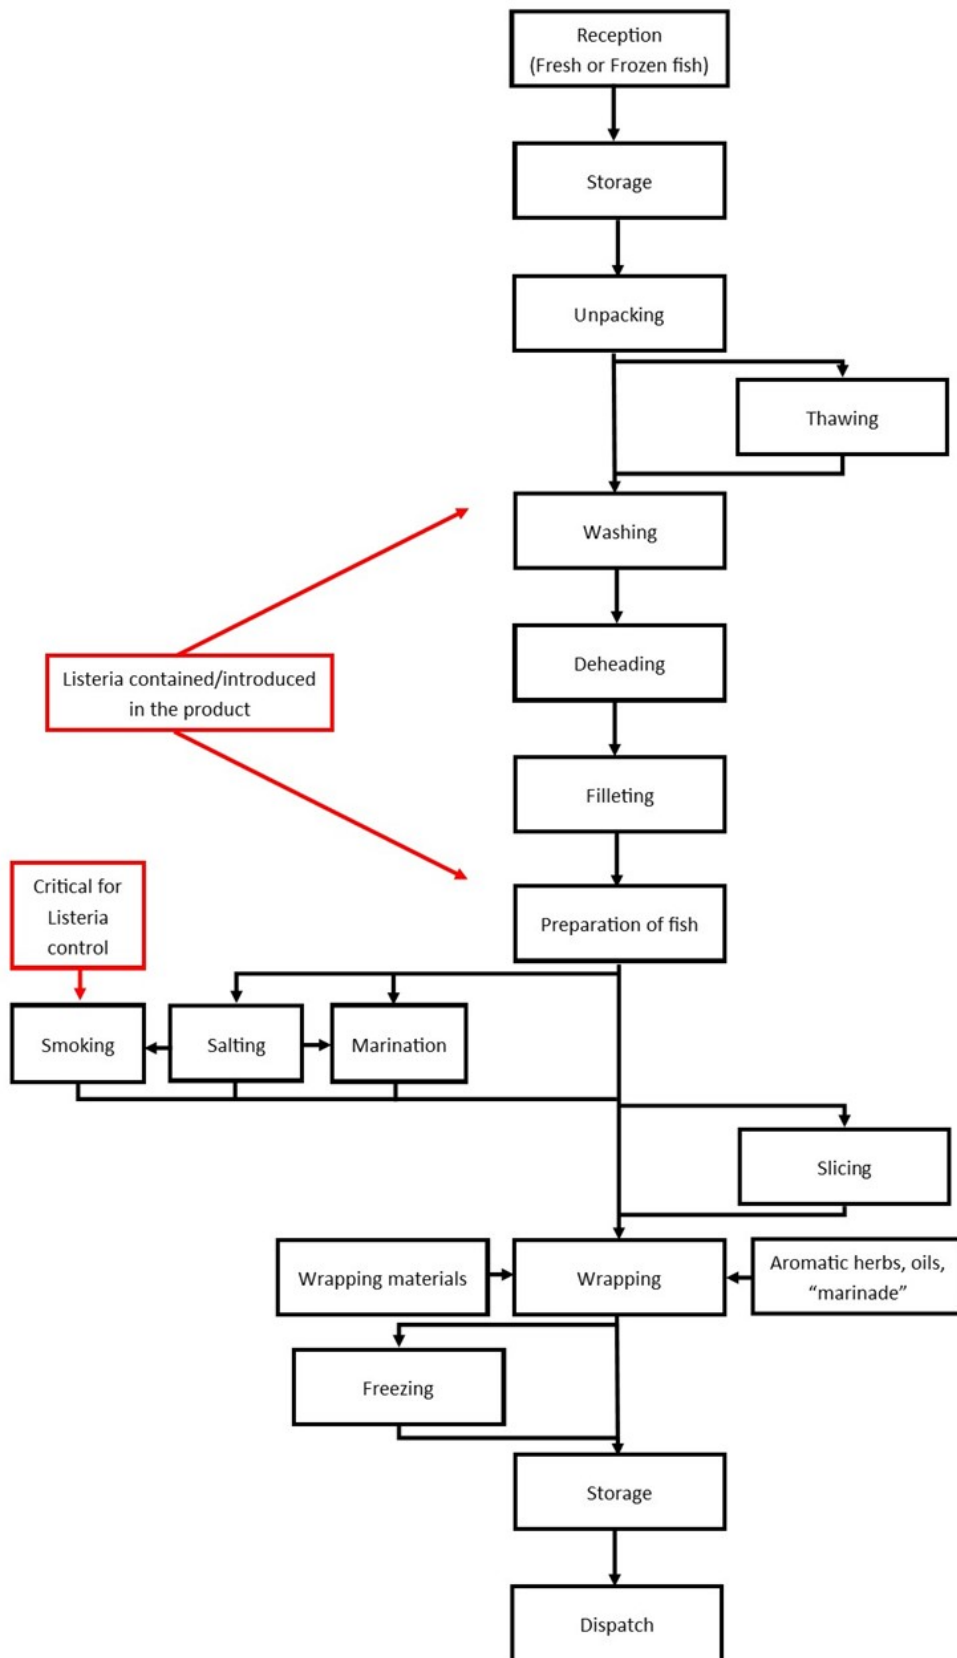 Reception
(Fresh or Frozen fish)
Storage
Unpacking
Thawing
Washing
Listeria contained/introduced
in the product
Deheading
Filleting
Critical for
Listeria
control
Preparation of fish
Smoking
Salting
Marination
Slicing
Wrapping materials
Wrapping
Aromatic herbs, oils,
“marinade”
Freezing
Storage
Dispatch